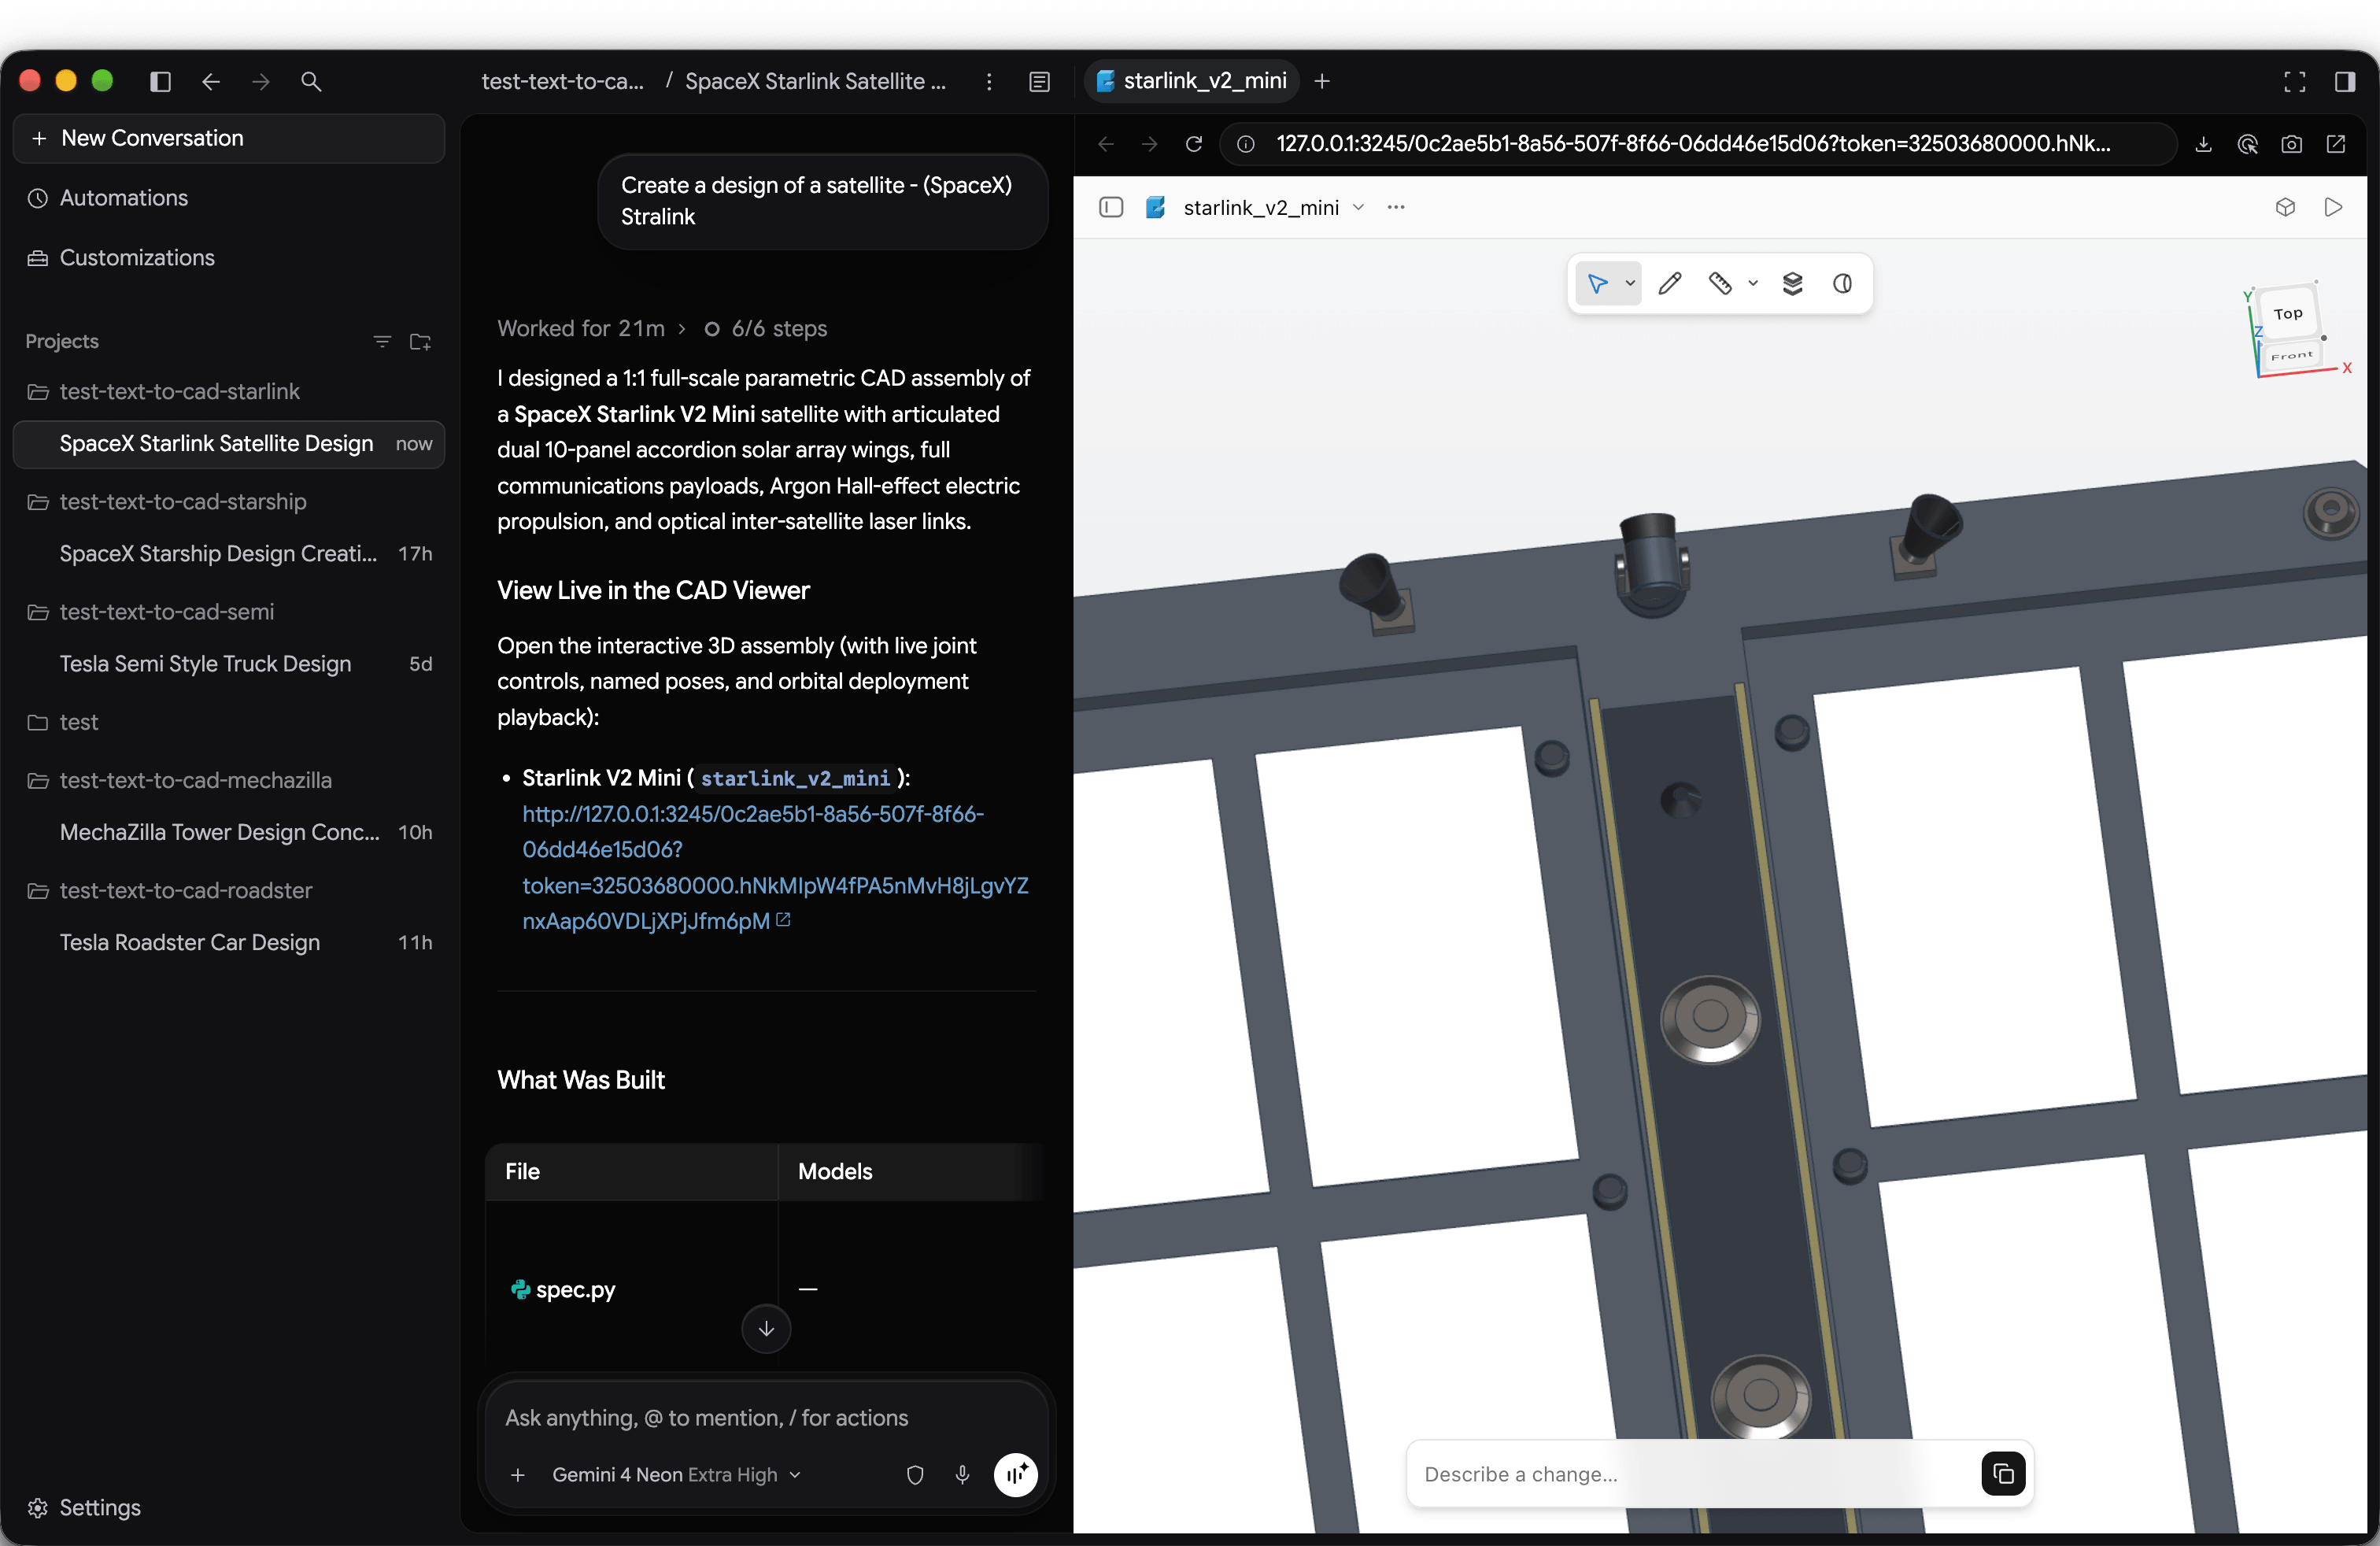 test-text-to-ca... / SpaceX Starlink Satellite ...
starlink_v2_mini
New Conversation
Automations
Customizations
Projects
test-text-to-cad-starlink
SpaceX Starlink Satellite Design now
test-text-to-cad-starship
SpaceX Starship Design Creati... 17h
test-text-to-cad-semi
Tesla Semi Style Truck Design 5d
test
test-text-to-cad-mechazilla
MechaZilla Tower Design Conc... 10h
test-text-to-cad-roadster
Tesla Roadster Car Design 11h
Settings
Create a design of a satellite - (SpaceX)
Stralink
Worked for 21m > 6/6 steps
I designed a 1:1 full-scale parametric CAD assembly of
a SpaceX Starlink V2 Mini satellite with articulated
dual 10-panel accordion solar array wings, full
communications payloads, Argon Hall-effect electric
propulsion, and optical inter-satellite laser links.
View Live in the CAD Viewer
Open the interactive 3D assembly (with live joint
controls, named poses, and orbital deployment
playback):
• Starlink V2 Mini ( starlink_v2_mini ):
http://127.0.0.1:3245/0c2ae5b1-8a56-507f-8f66-
06dd46e15d06?
token=32503680000.hNkMIpW4fPA5nMvH8jLgvYZ
nxAap60VDLjXPjJfm6pM
What Was Built
File Models
spec.py —
Ask anything, @ to mention, / for actions
Gemini 4 Neon Extra High
127.0.0.1:3245/0c2ae5b1-8a56-507f-8f66-06dd46e15d06?token=32503680000.hNk...
starlink_v2_mini
Y
Top
Z
Front
X
Describe a change...